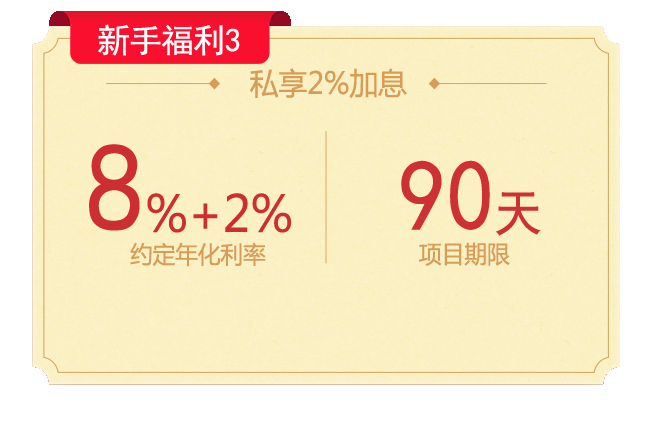 新手福利3
私享2%加息
8%+2%
约定年化利率
90天
项目期限